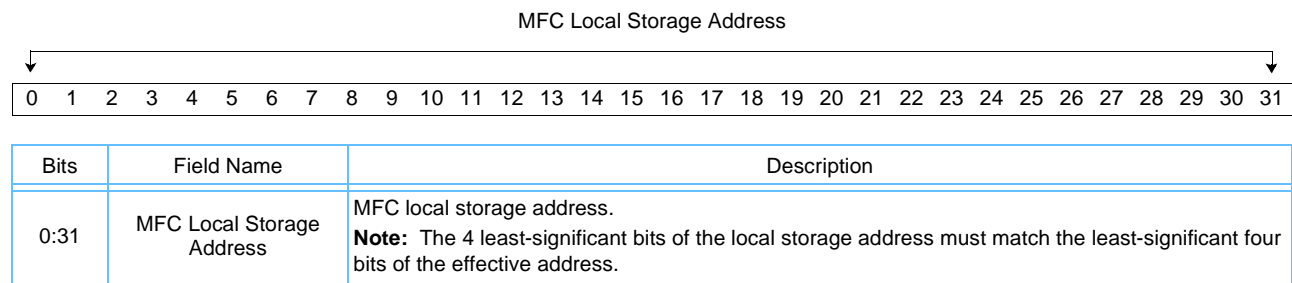 MFC Local Storage Address
0 1 2 3 4 5 6 7 8 9 10 11 12 13 14 15 16 17 18 19 20 21 22 23 24 25 26 27 28 29 30 31
Bits Field Name Description
0:31
MFC Local Storage
Address
MFC local storage address.
Note: The 4 least-significant bits of the local storage address must match the least-significant four
bits of the effective address.